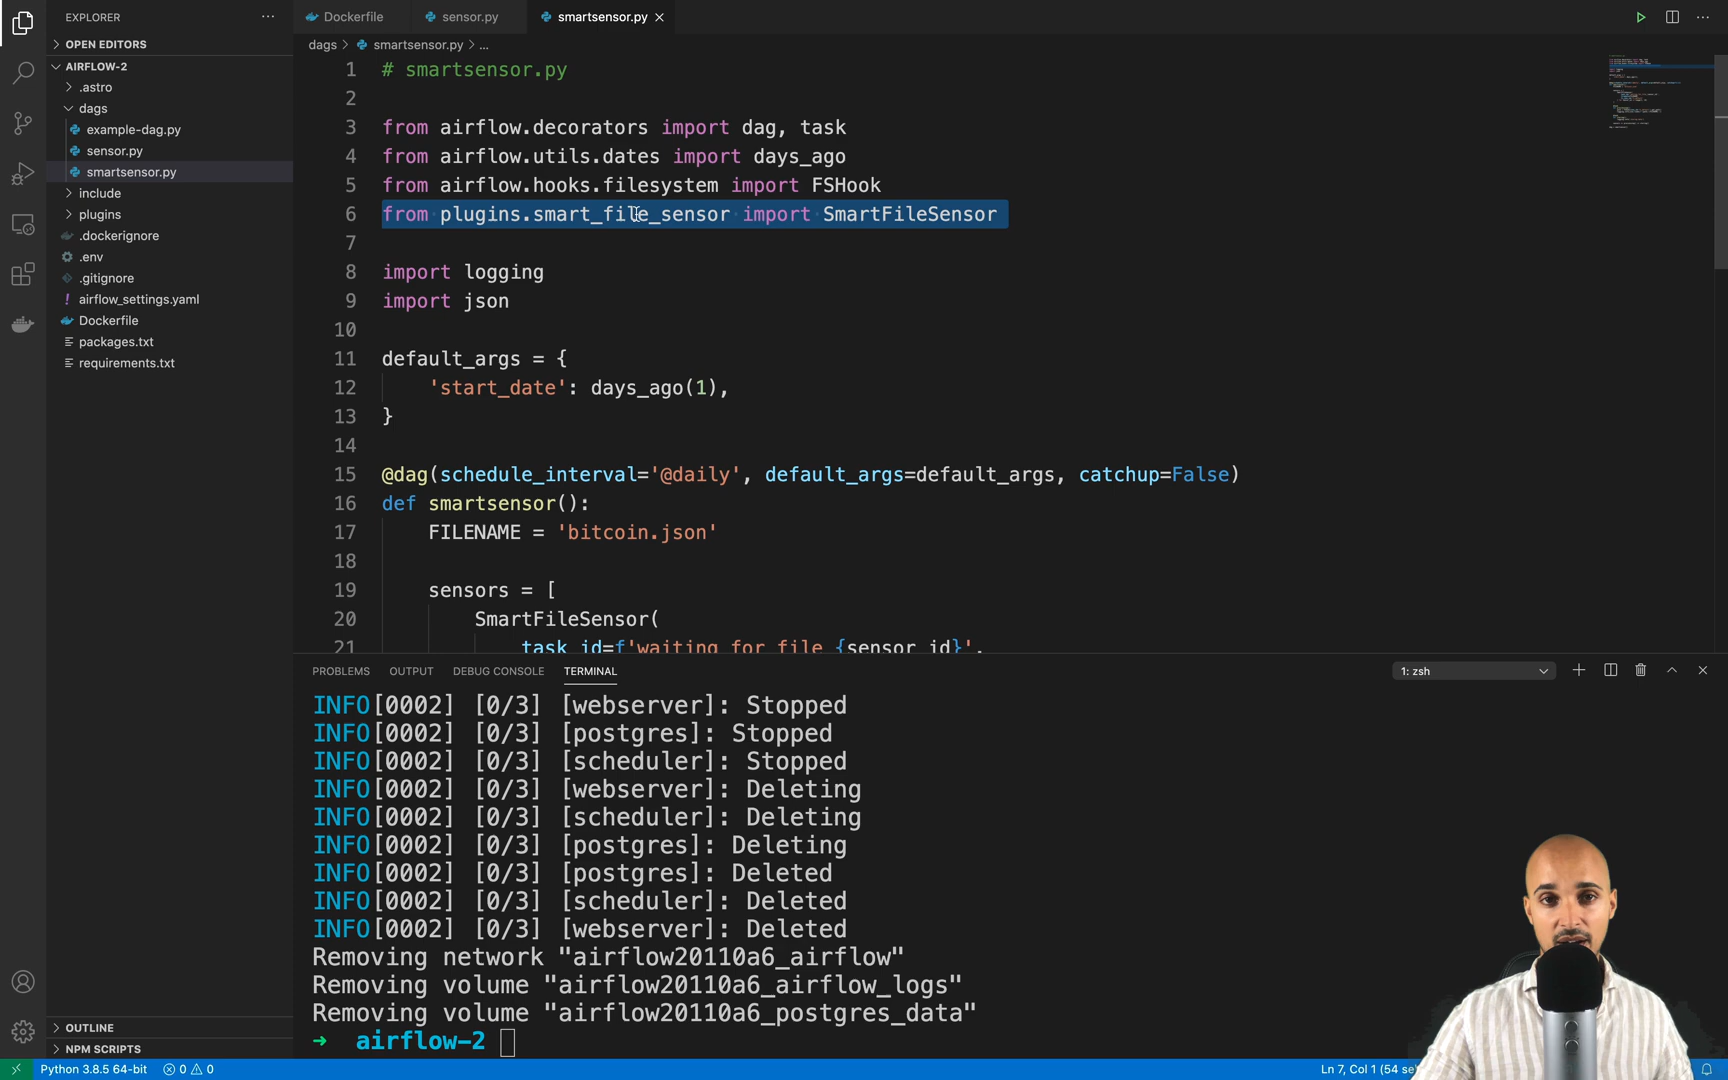 EXPLORER
Dockerfile
sensor.py
smartsensor.py
OPEN EDITORS
dags > smartsensor.py > ...
AIRFLOW-2
.astro
dags
example-dag.py
sensor.py
smartsensor.py
include
plugins
.dockerignore
.env
.gitignore
! airflow_settings.yaml
Dockerfile
packages.txt
requirements.txt
OUTLINE
NPM SCRIPTS
1 # smartsensor.py
2
3 from airflow.decorators import dag, task
4 from airflow.utils.dates import days_ago
5 from airflow.hooks.filesystem import FSHook
6 from plugins.smart_file_sensor import SmartFileSensor
7
8 import logging
9 import json
10
11 default_args = {
12 'start_date': days_ago(1),
13 }
14
15 @dag(schedule_interval='@daily', default_args=default_args, catchup=False)
16 def smartsensor():
17 FILENAME = 'bitcoin.json'
18
19 sensors = [
20 SmartFileSensor(
21 task_id=f'waiting_for_file_{sensor_id}',
PROBLEMS OUTPUT DEBUG CONSOLE TERMINAL
1: zsh
INFO[0002] [0/3] [webserver]: Stopped
INFO[0002] [0/3] [postgres]: Stopped
INFO[0002] [0/3] [scheduler]: Stopped
INFO[0002] [0/3] [webserver]: Deleting
INFO[0002] [0/3] [scheduler]: Deleting
INFO[0002] [0/3] [postgres]: Deleting
INFO[0002] [0/3] [postgres]: Deleted
INFO[0002] [0/3] [scheduler]: Deleted
INFO[0002] [0/3] [webserver]: Deleted
Removing network "airflow20110a6_airflow"
Removing volume "airflow20110a6_airflow_logs"
Removing volume "airflow20110a6_postgres_data"
→ airflow-2
Python 3.8.5 64-bit
0 0
Ln 7, Col 1 (54 se